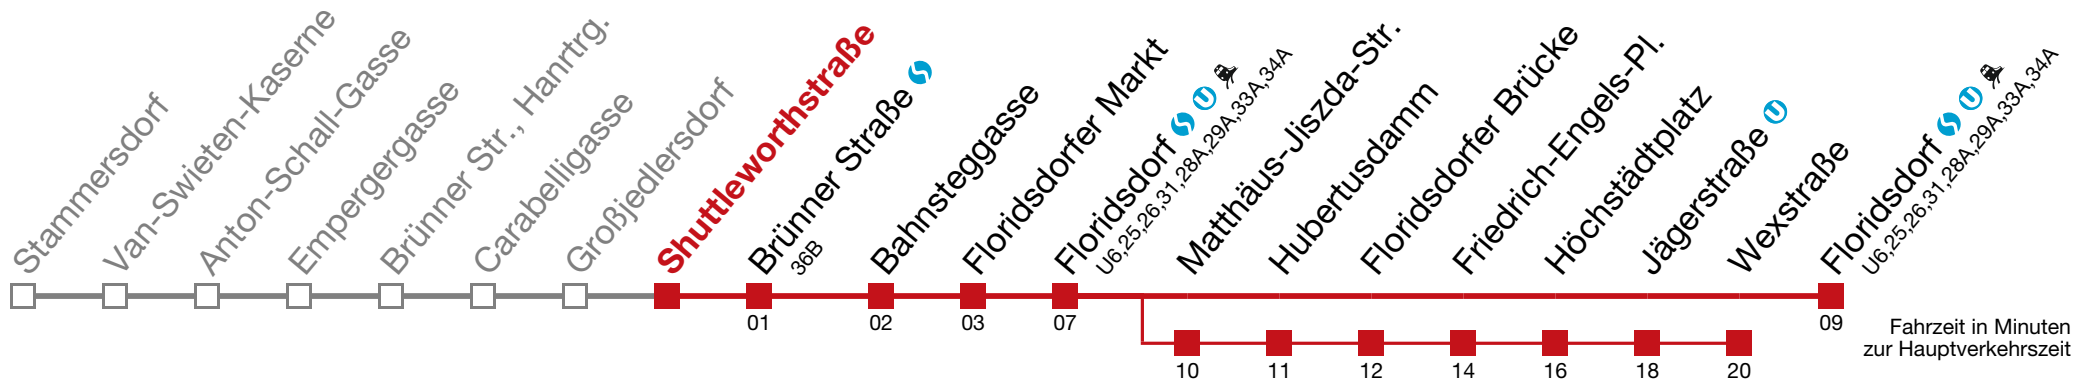 Stammersdorf
Van-Swieten-Kaserne
Anton-Schall-Gasse
Empergergasse
Brünner Str., Hanrtrg.
Carabelligasse
Großjedlersdorf
Shuttleworthstraße
Brünner Straße
36B
Bahnsteggasse
Floridsdorfer Markt
Floridsdorf
U6,25,26,31,28A,29A,33A,34A
Matthäus-Jiszda-Str.
Hubertusdamm
Floridsdorfer Brücke
Friedrich-Engels-Pl.
Höchstädtplatz
Jägerstraße
Wexstraße
Floridsdorf
U6,25,26,31,28A,29A,33A,34A
01
02
03
07
09
10
11
12
14
16
18
20
Fahrzeit in Minuten
zur Hauptverkehrszeit